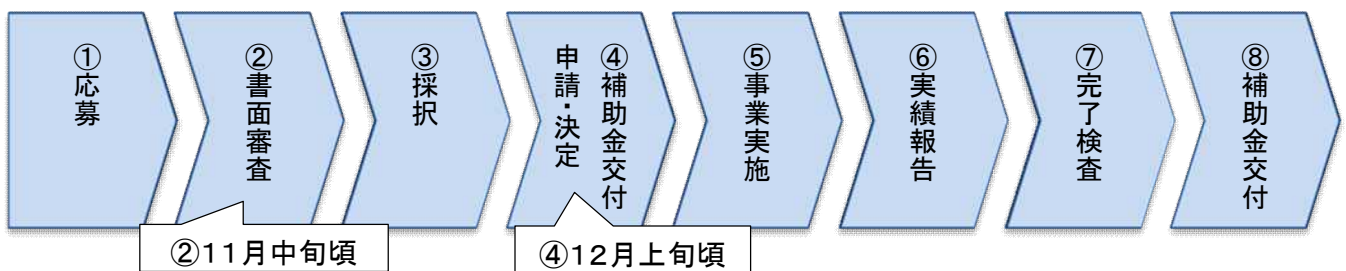 ①応募
②書面審査
③採択
④補助金交付
申請・決定
⑤事業実施
⑥実績報告
⑦完了検査
⑧補助金交付
②11月中旬頃
④12月上旬頃